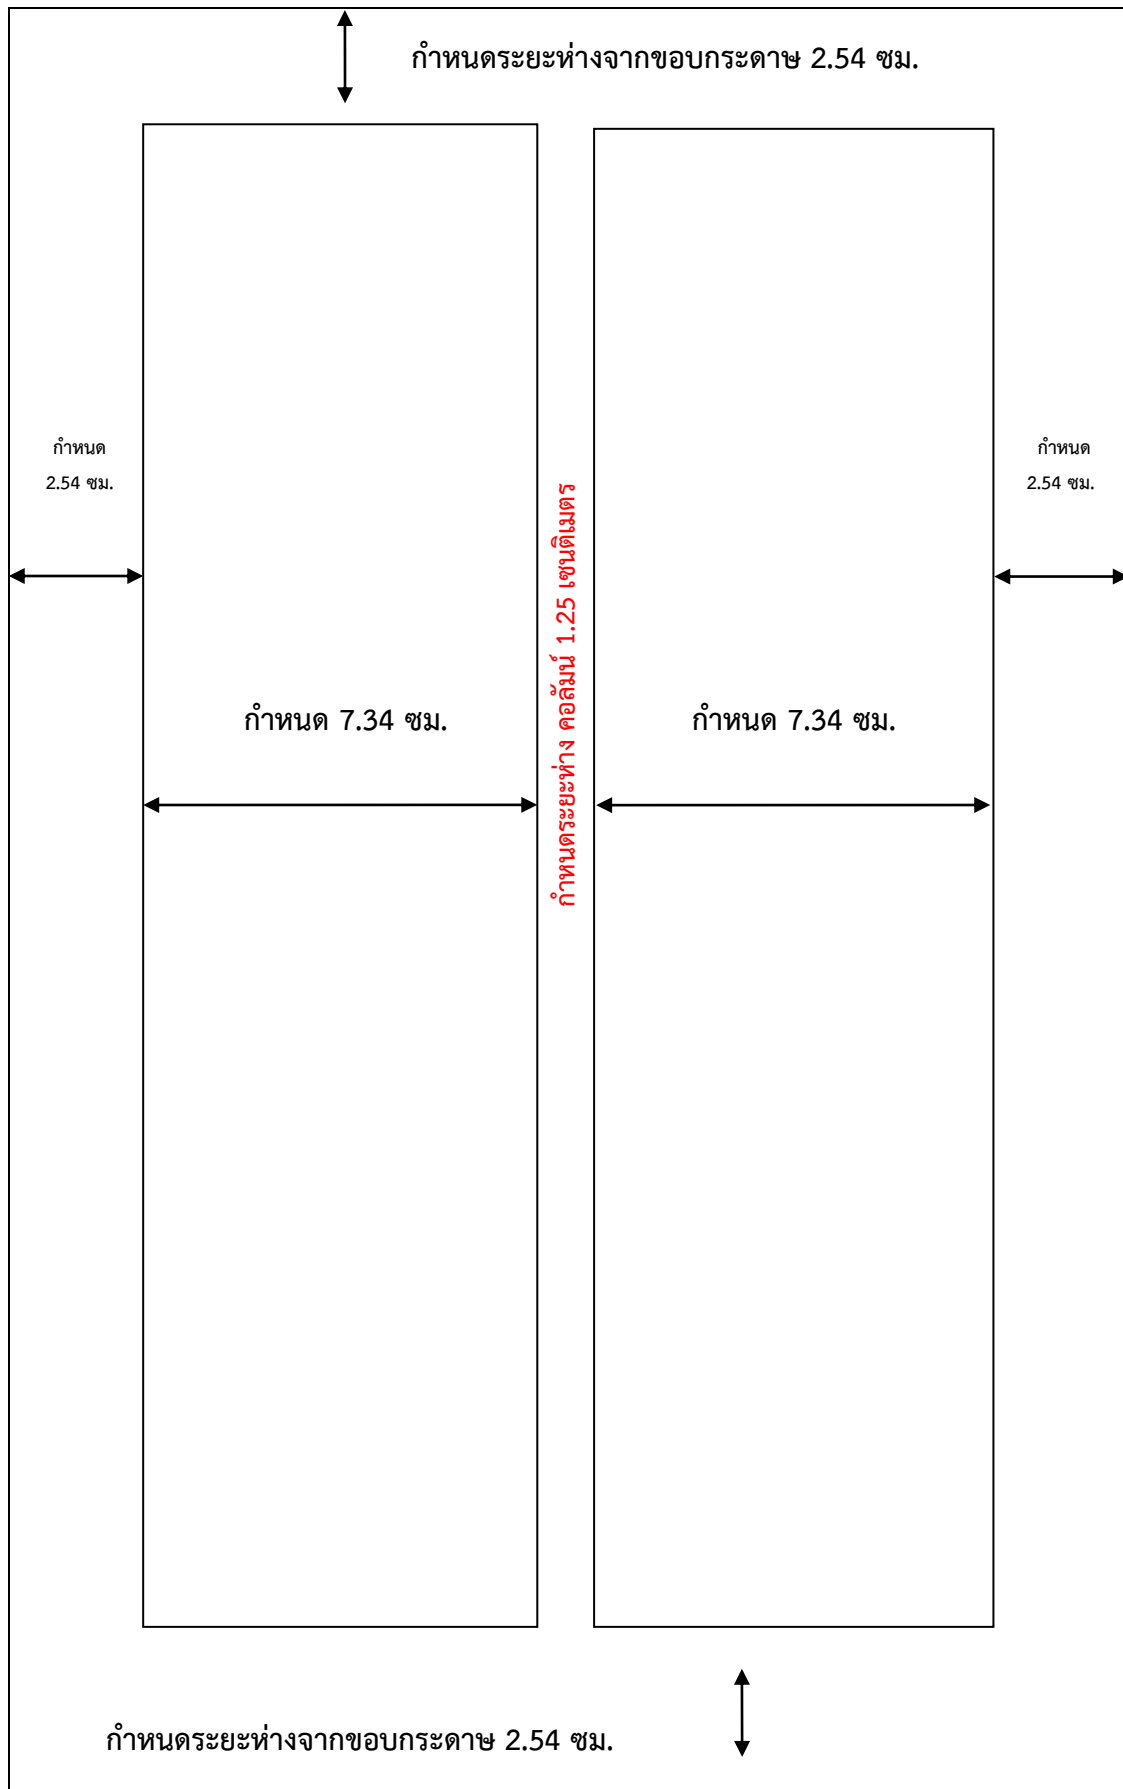 กำหนดระยะห่างจากขอบกระดาษ 2.54 ซม.
กำหนด
2.54 ซม.
กำหนด
2.54 ซม.
กำหนดระยะห่าง คอลัมน์ 1.25 เซนติเมตร
กำหนด 7.34 ซม.
กำหนด 7.34 ซม.
กำหนดระยะห่างจากขอบกระดาษ 2.54 ซม.